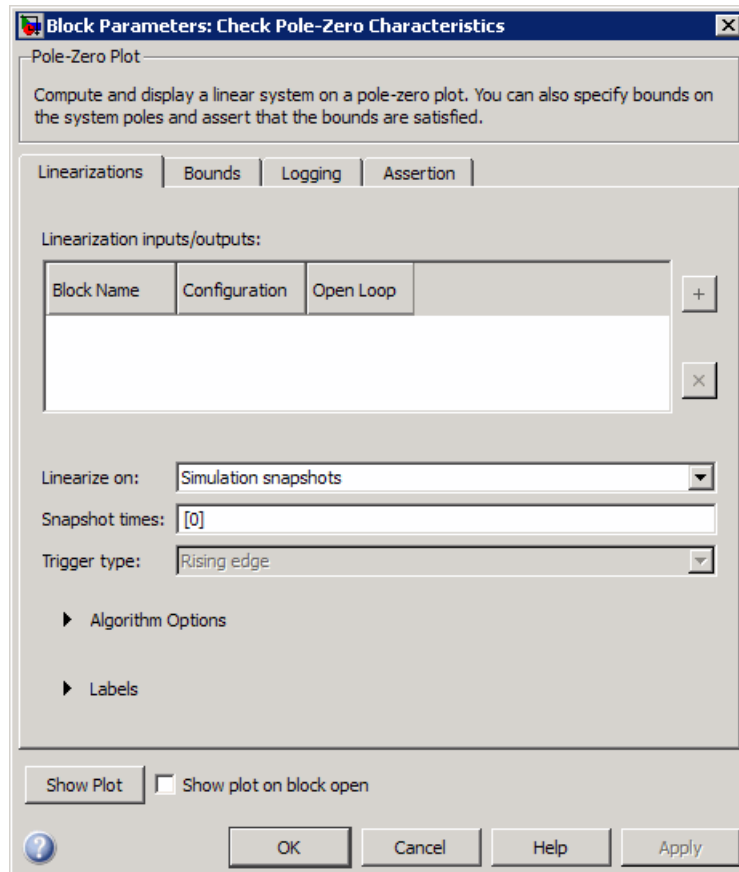 Block Parameters: Check Pole-Zero Characteristics
Pole-Zero Plot
Compute and display a linear system on a pole-zero plot. You can also specify bounds on
the system poles and assert that the bounds are satisfied.
Linearizations Bounds Logging Assertion
Linearization inputs/outputs:
Block Name Configuration Open Loop
Linearize on: Simulation snapshots
Snapshot times: [0]
Trigger type: Rising edge
Algorithm Options
Labels
Show Plot Show plot on block open
OK Cancel Help Apply